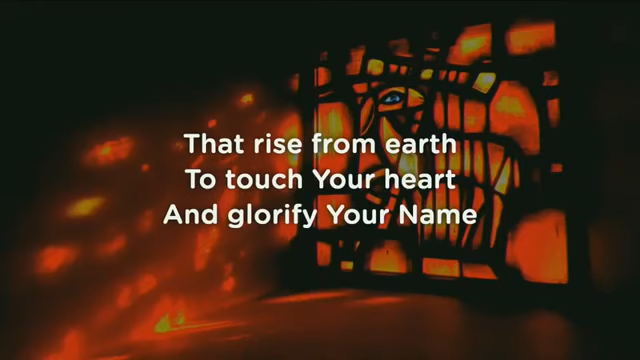 That rise from earth
To touch Your heart
And glorify Your Name